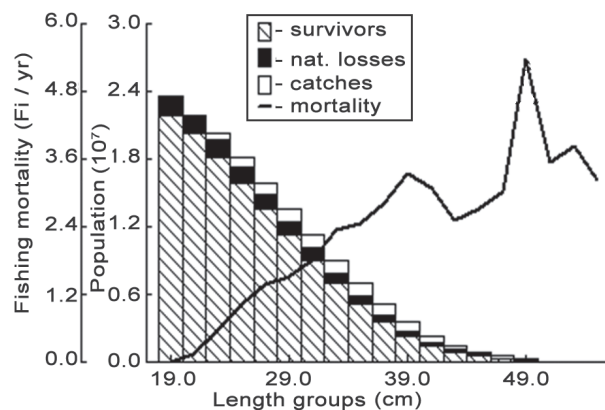 6.0
4.8
3.6
2.4
1.2
0.0
Fishing mortality (Fi / yr)
3.0
2.4
1.8
1.2
0.6
0.0
Population (10⁷)
- survivors
- nat. losses
- catches
- mortality
19.0 29.0 39.0 49.0
Length groups (cm)